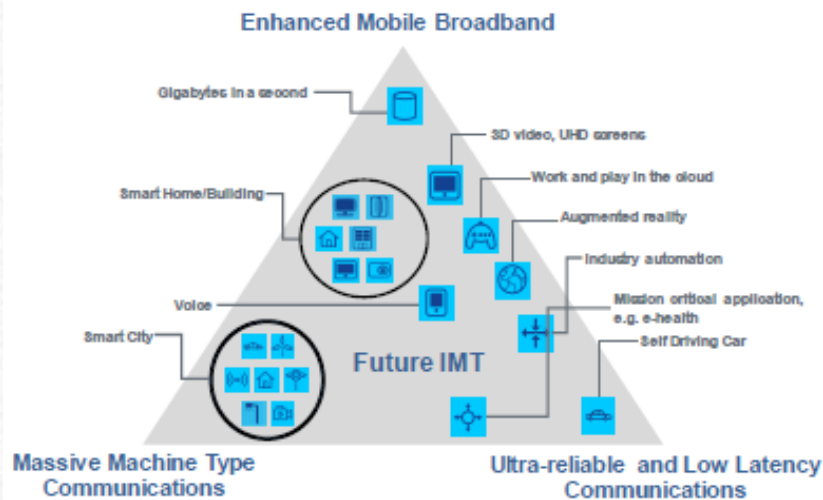 Enhanced Mobile Broadband
Gigabytes in a second
3D video, UHD screens
Smart Home/Building
Work and play in the cloud
Augmented reality
Industry automation
Voice
Mission critical application,
e.g. e-health
Smart City
Self Driving Car
Future IMT
Massive Machine Type
Communications
Ultra-reliable and Low Latency
Communications